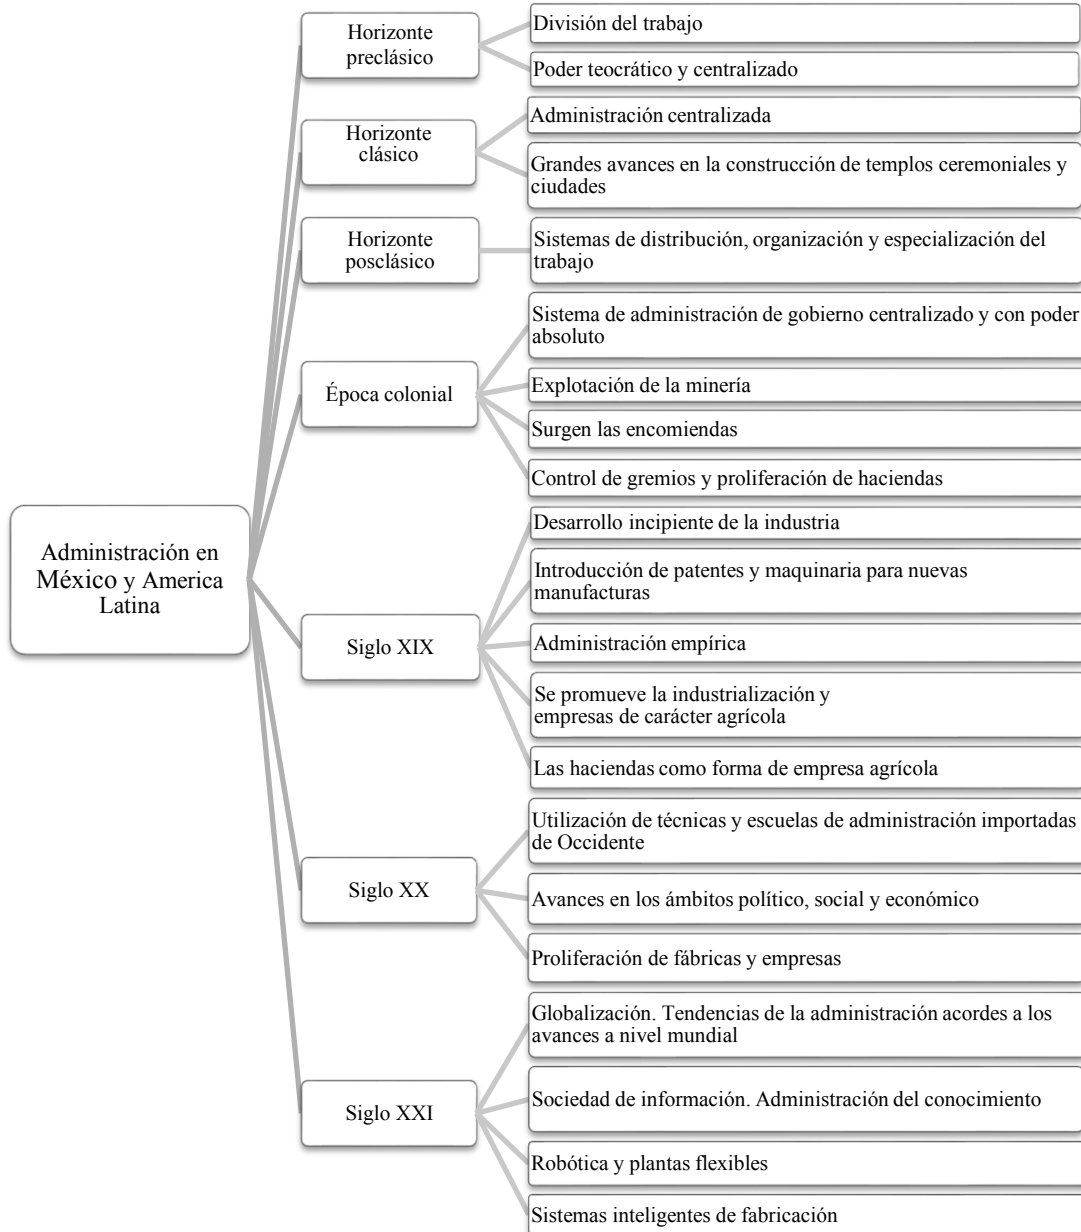 Administración en
México y America
Latina
Horizonte
preclásico
División del trabajo
Poder teocrático y centralizado
Horizonte
clásico
Administración centralizada
Grandes avances en la construcción de templos ceremoniales y
ciudades
Horizonte
posclásico
Sistemas de distribución, organización y especialización del
trabajo
Época colonial
Sistema de administración de gobierno centralizado y con poder
absoluto
Explotación de la minería
Surgen las encomiendas
Control de gremios y proliferación de haciendas
Siglo XIX
Desarrollo incipiente de la industria
Introducción de patentes y maquinaria para nuevas
manufacturas
Administración empírica
Se promueve la industrialización y
empresas de carácter agrícola
Las haciendas como forma de empresa agrícola
Siglo XX
Utilización de técnicas y escuelas de administración importadas
de Occidente
Avances en los ámbitos político, social y económico
Proliferación de fábricas y empresas
Siglo XXI
Globalización. Tendencias de la administración acordes a los
avances a nivel mundial
Sociedad de información. Administración del conocimiento
Robótica y plantas flexibles
Sistemas inteligentes de fabricación